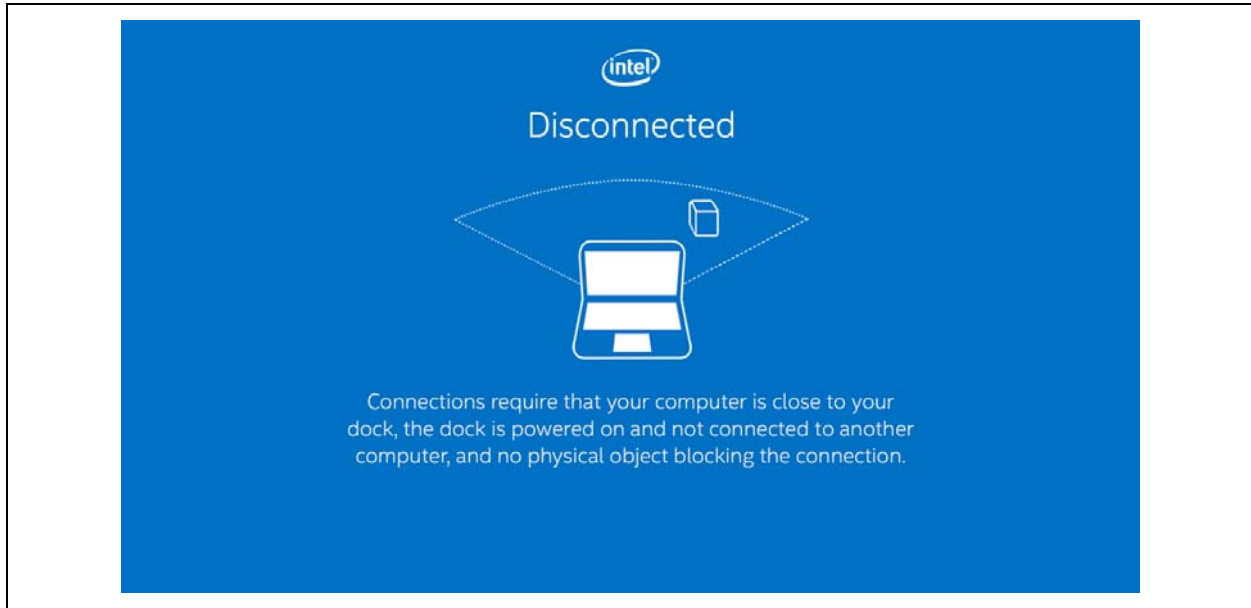 intel
Disconnected
Connections require that your computer is close to your
dock, the dock is powered on and not connected to another
computer, and no physical object blocking the connection.